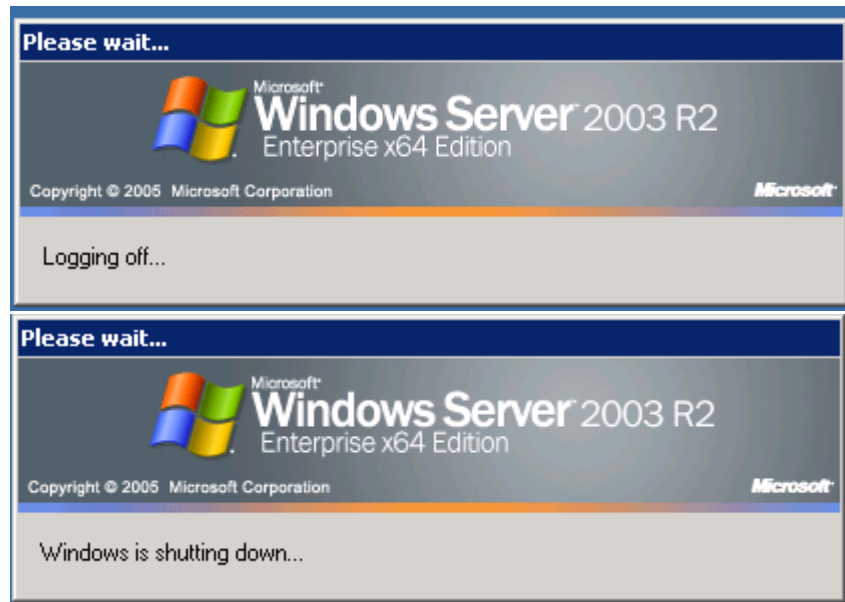 Please wait...
Microsoft
Windows Server 2003 R2
Enterprise x64 Edition
Copyright © 2005 Microsoft Corporation Microsoft
Logging off...
Please wait...
Microsoft
Windows Server 2003 R2
Enterprise x64 Edition
Copyright © 2005 Microsoft Corporation Microsoft
Windows is shutting down...